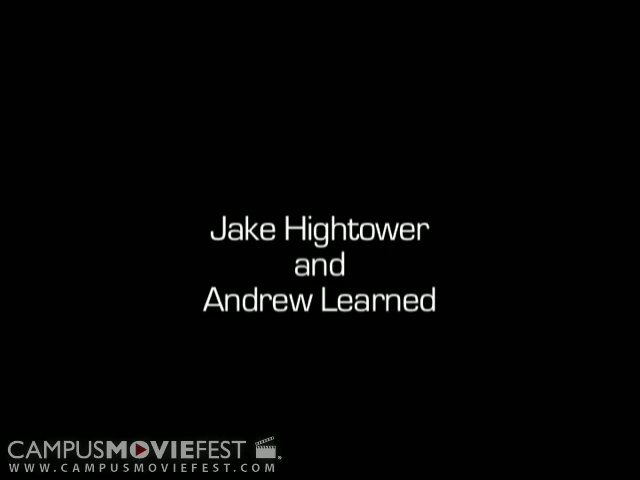 Jake Hightower
and
Andrew Learned
CAMPUSMOVIEFEST
WWW.CAMPUSMOVIEFEST.COM